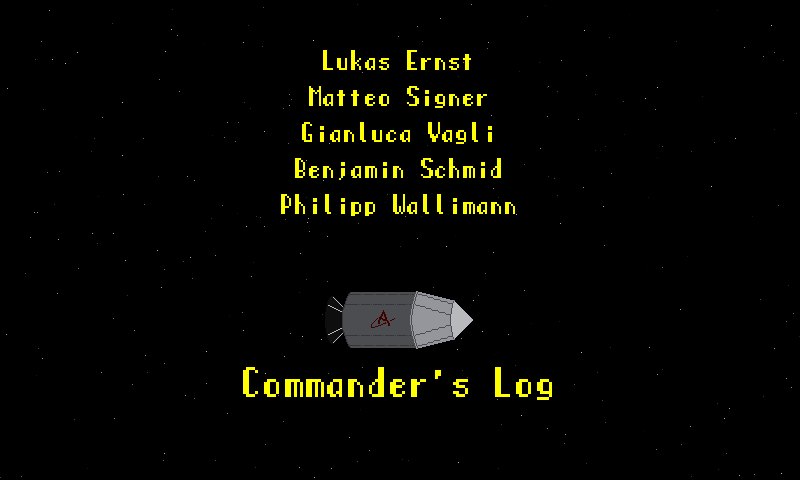 Lukas Ernst
Matteo Signer
Gianluca Vagli
Benjamin Schmid
Philipp Wallimann
A
Commander's Log